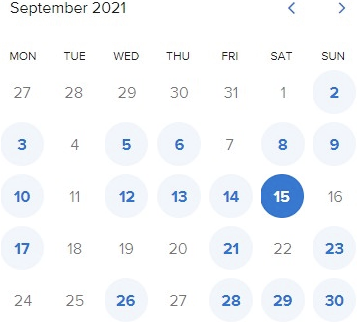 September 2021
MON TUE WED THU FRI SAT SUN
27 28 29 30 31 1 2
3 4 5 6 7 8 9
10 11 12 13 14 15 16
17 18 19 20 21 22 23
24 25 26 27 28 29 30